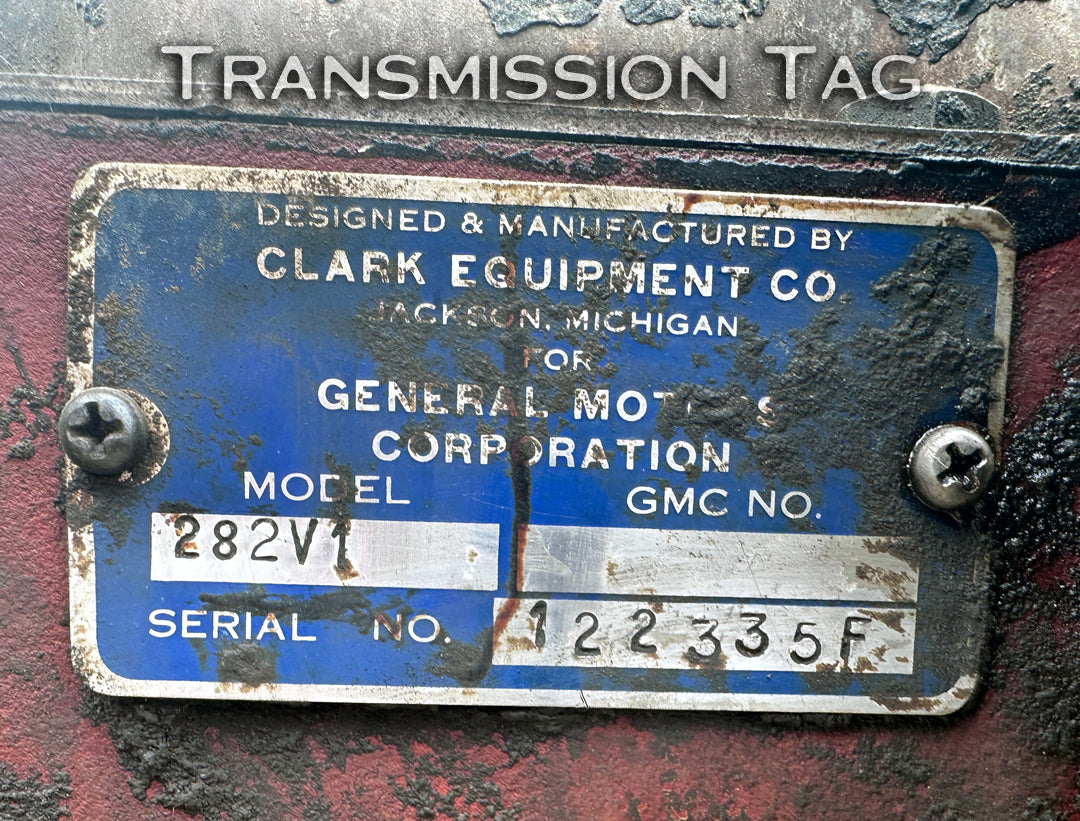 Transmission Tag
DESIGNED & MANUFACTURED BY
CLARK EQUIPMENT CO
JACKSON, MICHIGAN
FOR
GENERAL MOTORS
CORPORATION
MODEL
GMC NO.
282V1
SERIAL NO.
122335F